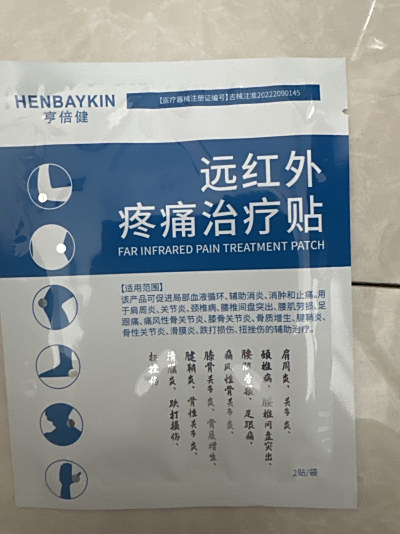 HENBAYKIN
亨倍健
【医疗器械注册证编号】吉械注准20222090145
远红外
疼痛治疗贴
FAR INFRARED PAIN TREATMENT PATCH
【适用范围】
该产品可促进局部血液循环、辅助消炎、消肿和止痛。用
于肩周炎、关节炎、颈椎病、腰椎间盘突出、腰肌劳损、足
跟痛、痛风性骨关节炎、膝骨关节炎、骨质增生、腱鞘炎、
骨性关节炎、滑膜炎、跌打损伤、扭挫伤的辅助治疗。
肩周炎、关节炎、
颈椎病、腰椎间盘突出、
腰肌劳损、足跟痛、
痛风性骨关节炎、
膝骨关节炎、骨质增生、
腱鞘炎、骨性关节炎、
滑膜炎、跌打损伤、
扭挫伤
2贴/袋